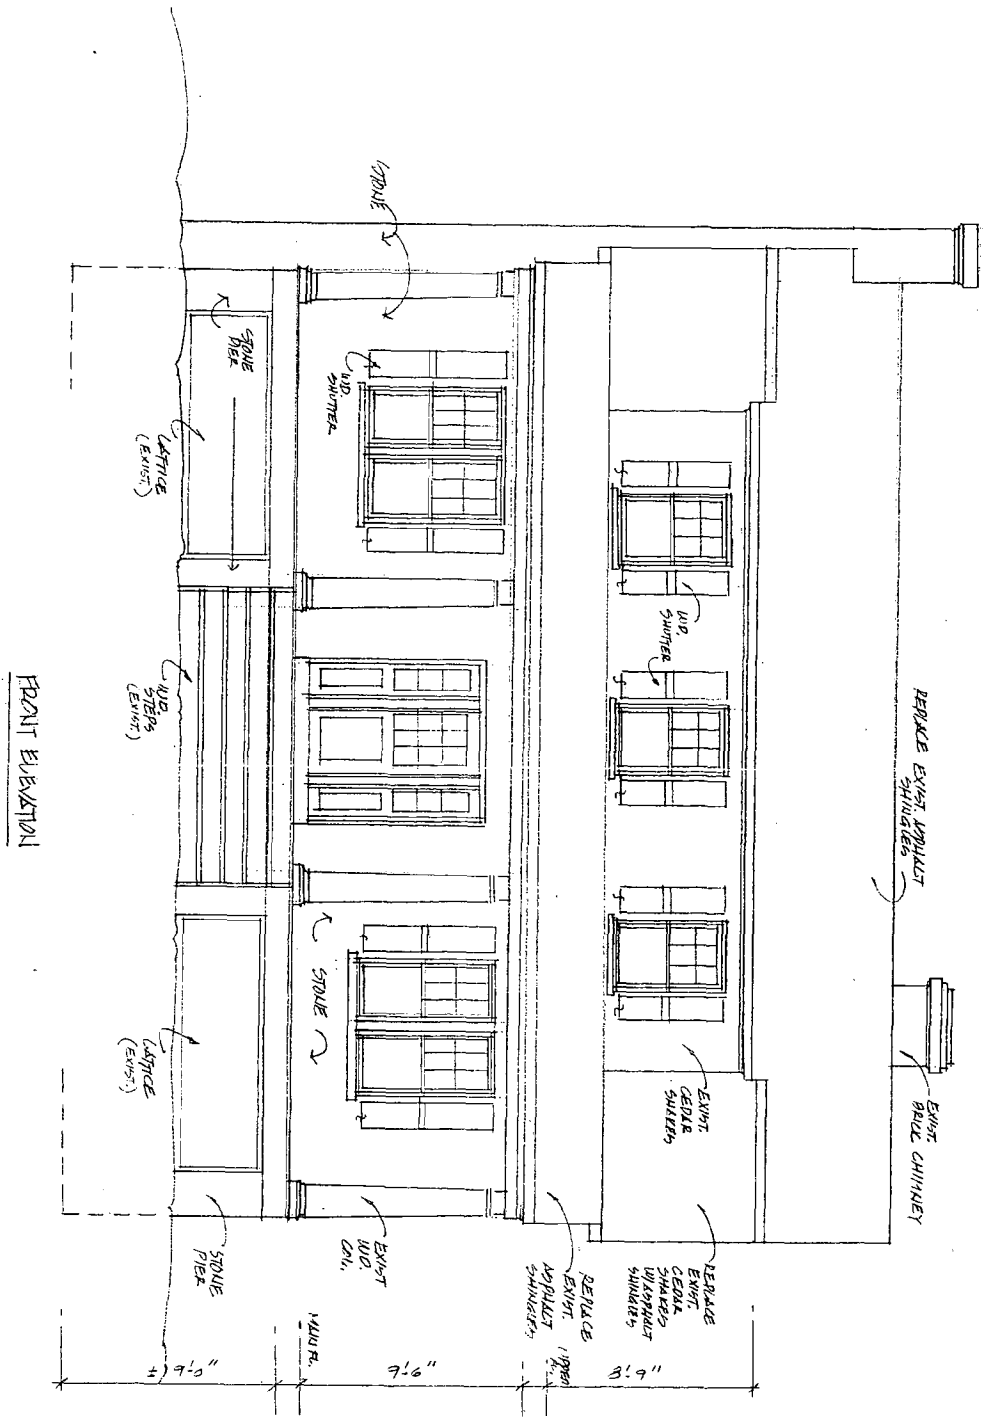 REPLACE EXIST. ASPHALT
SHINGLES
EXIST.
BRICK CHIMNEY
WD.
SHUTTER
EXIST.
CEDAR
SHAKES
REPLACE
EXIST.
CEDAR
SHAKES
W/ASPHALT
SHINGLES
REPLACE
EXIST.
ASPHALT
SHINGLES
STONE
WD.
SHUTTER
STONE
EXIST
WD.
COL.
STONE
PIER
LATTICE
(EXIST.)
WD.
STEPS
(EXIST.)
LATTICE
(EXIST.)
STONE
PIER
8'-9"
UPPER
FL.
9'-6"
MAIN FL.
± 9'-0"
FRONT ELEVATION